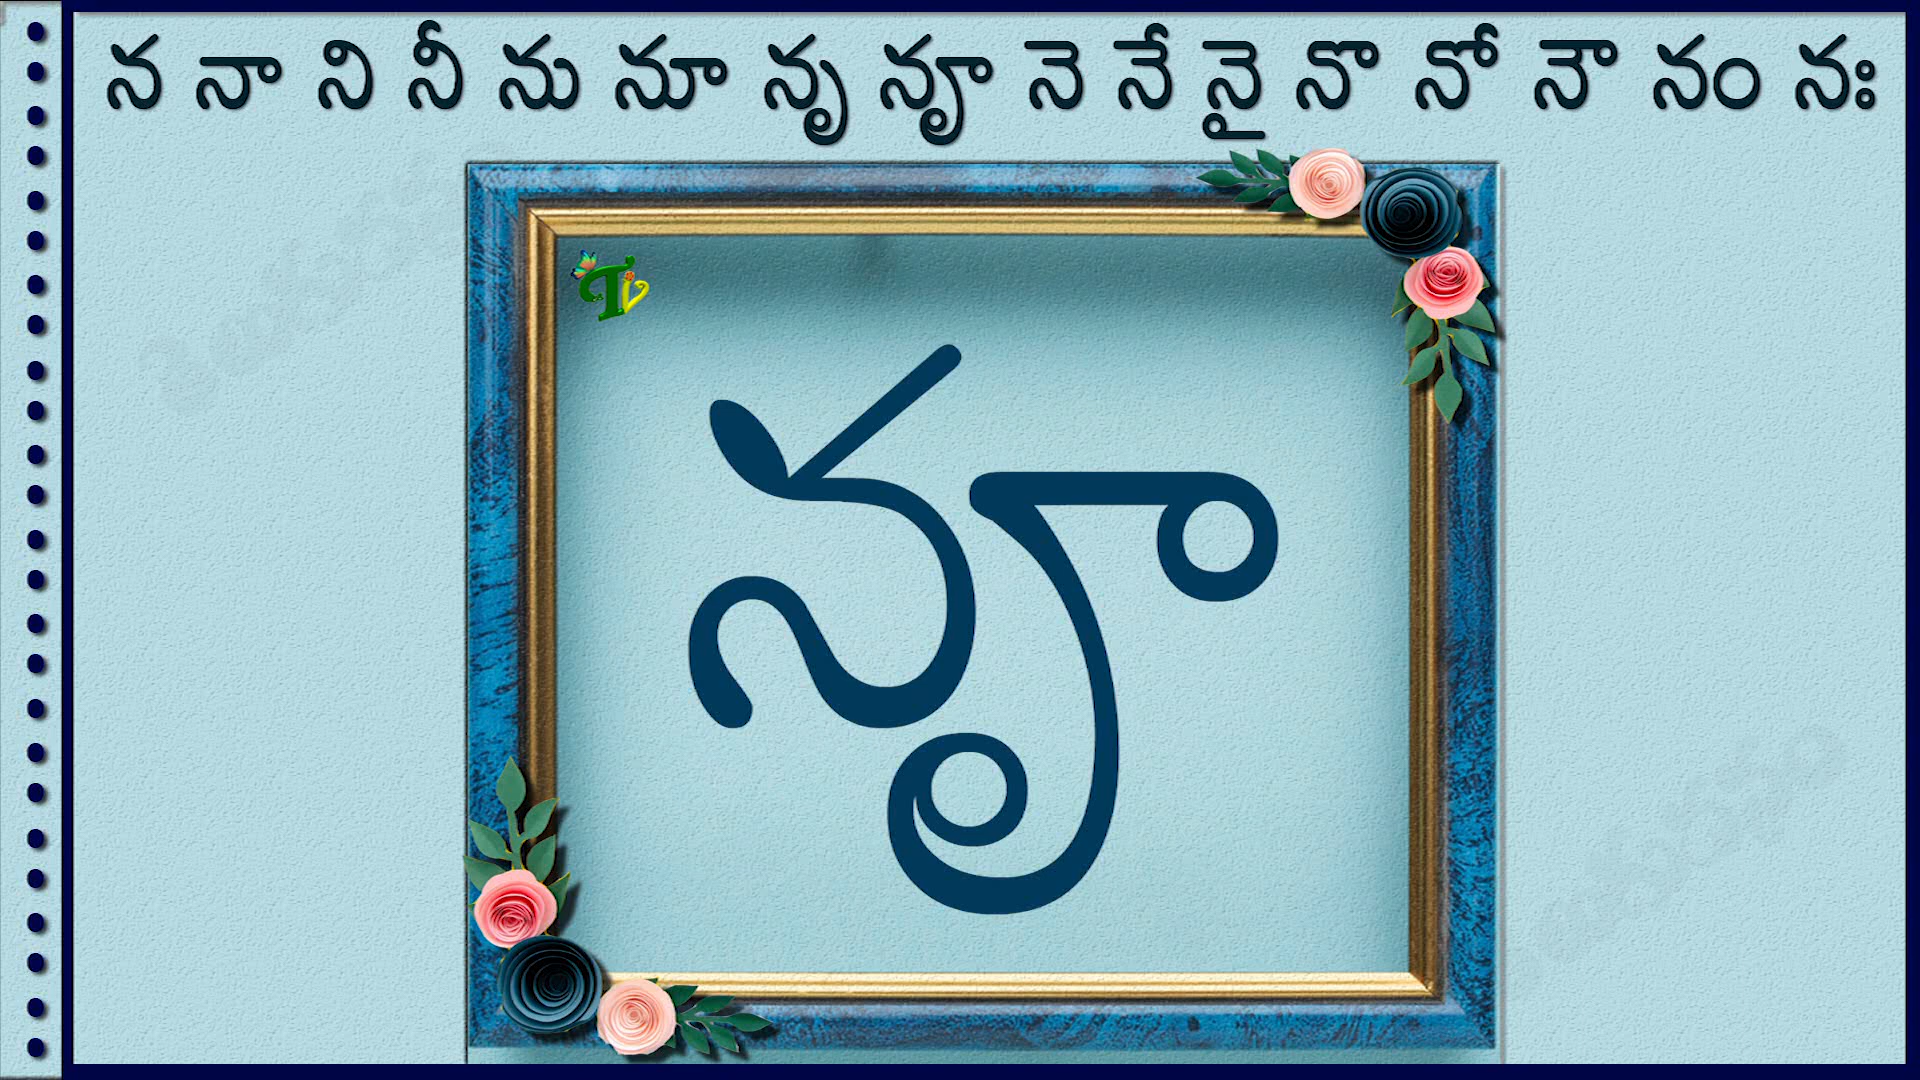 న నా ని నీ ను నూ నృ నౄ నె నే నై నొ నో నౌ నం నః
నౄ